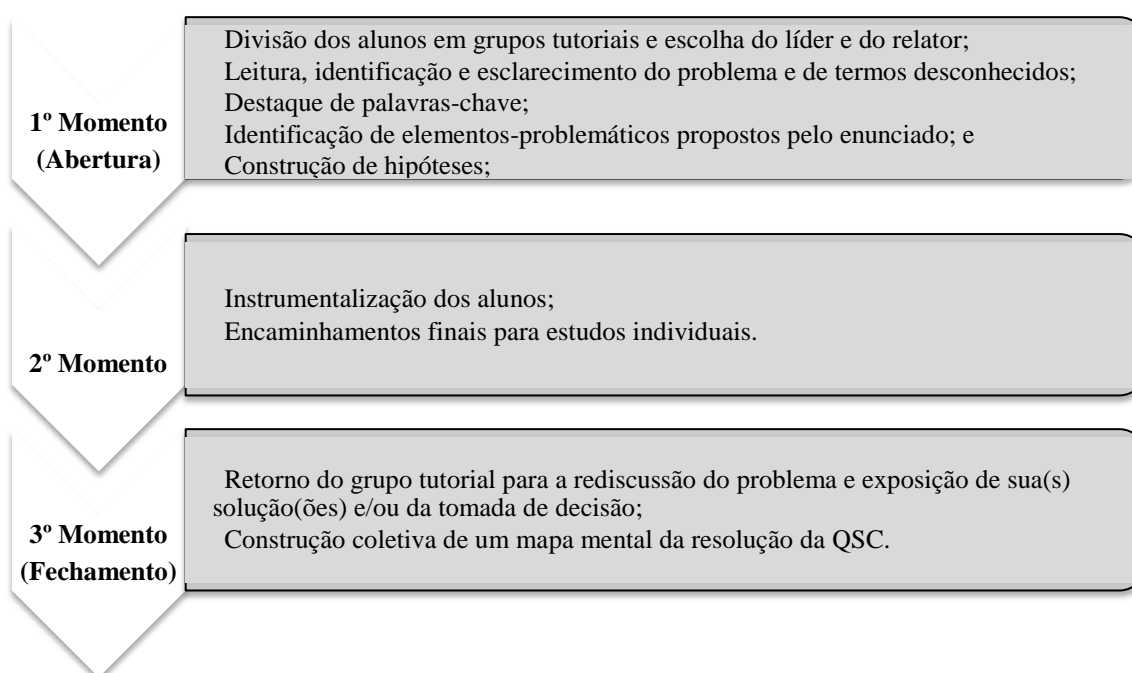 1º Momento
(Abertura)
Divisão dos alunos em grupos tutoriais e escolha do líder e do relator;
Leitura, identificação e esclarecimento do problema e de termos desconhecidos;
Destaque de palavras-chave;
Identificação de elementos-problemáticos propostos pelo enunciado; e
Construção de hipóteses;
2º Momento
Instrumentalização dos alunos;
Encaminhamentos finais para estudos individuais.
3º Momento
(Fechamento)
Retorno do grupo tutorial para a rediscussão do problema e exposição de sua(s)
solução(ões) e/ou da tomada de decisão;
Construção coletiva de um mapa mental da resolução da QSC.